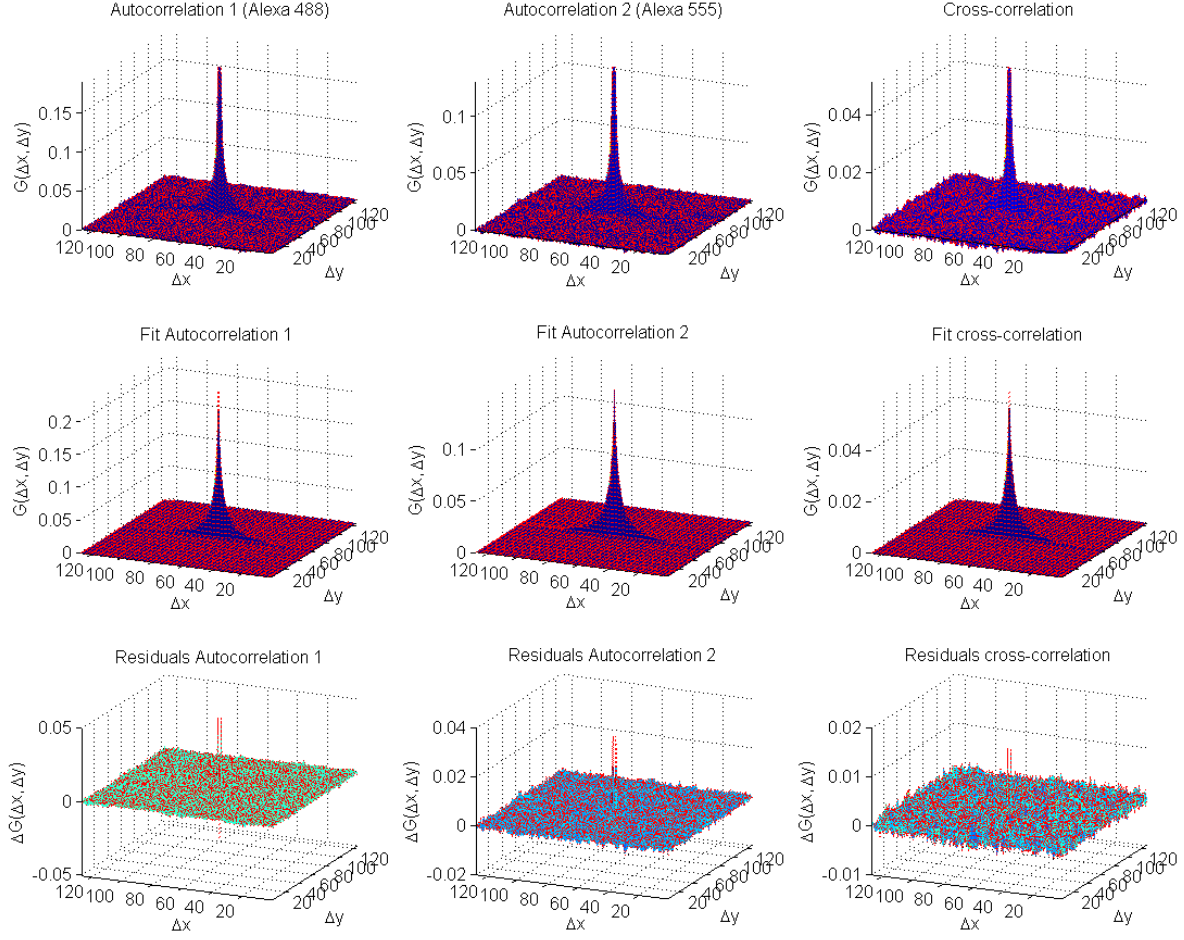 Autocorrelation 1 (Alexa 488)
Autocorrelation 2 (Alexa 555)
Cross-correlation
G(Δx, Δy)
0.15
0.1
0.05
0
120 100 80 60 40 20
Δx
20 40 60 80 100 120
Δy
G(Δx, Δy)
0.1
0.05
0
120 100 80 60 40 20
Δx
20 40 60 80 100 120
Δy
G(Δx, Δy)
0.04
0.02
0
120 100 80 60 40 20
Δx
20 40 60 80 100 120
Δy
Fit Autocorrelation 1
Fit Autocorrelation 2
Fit cross-correlation
G(Δx, Δy)
0.2
0.15
0.1
0.05
0
120 100 80 60 40 20
Δx
20 40 60 80 100 120
Δy
G(Δx, Δy)
0.1
0.05
0
120 100 80 60 40 20
Δx
20 40 60 80 100 120
Δy
G(Δx, Δy)
0.04
0.02
0
120 100 80 60 40 20
Δx
20 40 60 80 100 120
Δy
Residuals Autocorrelation 1
Residuals Autocorrelation 2
Residuals cross-correlation
ΔG(Δx, Δy)
0.05
0
-0.05
120 100 80 60 40 20
Δx
20 40 60 80 100 120
Δy
ΔG(Δx, Δy)
0.04
0.02
0
-0.02
120 100 80 60 40 20
Δx
20 40 60 80 100 120
Δy
ΔG(Δx, Δy)
0.02
0.01
0
-0.01
120 100 80 60 40 20
Δx
20 40 60 80 100 120
Δy